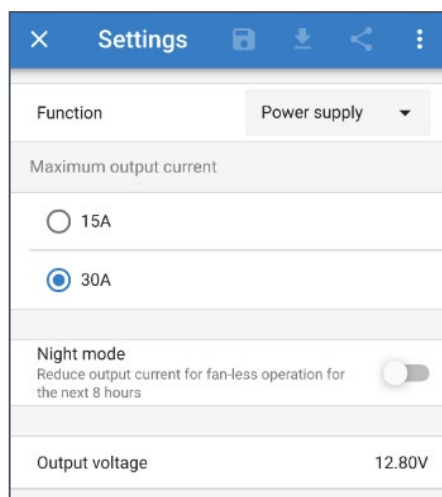 Settings
Function
Power supply
Maximum output current
15A
30A
Night mode
Reduce output current for fan-less operation for
the next 8 hours
Output voltage
12.80V